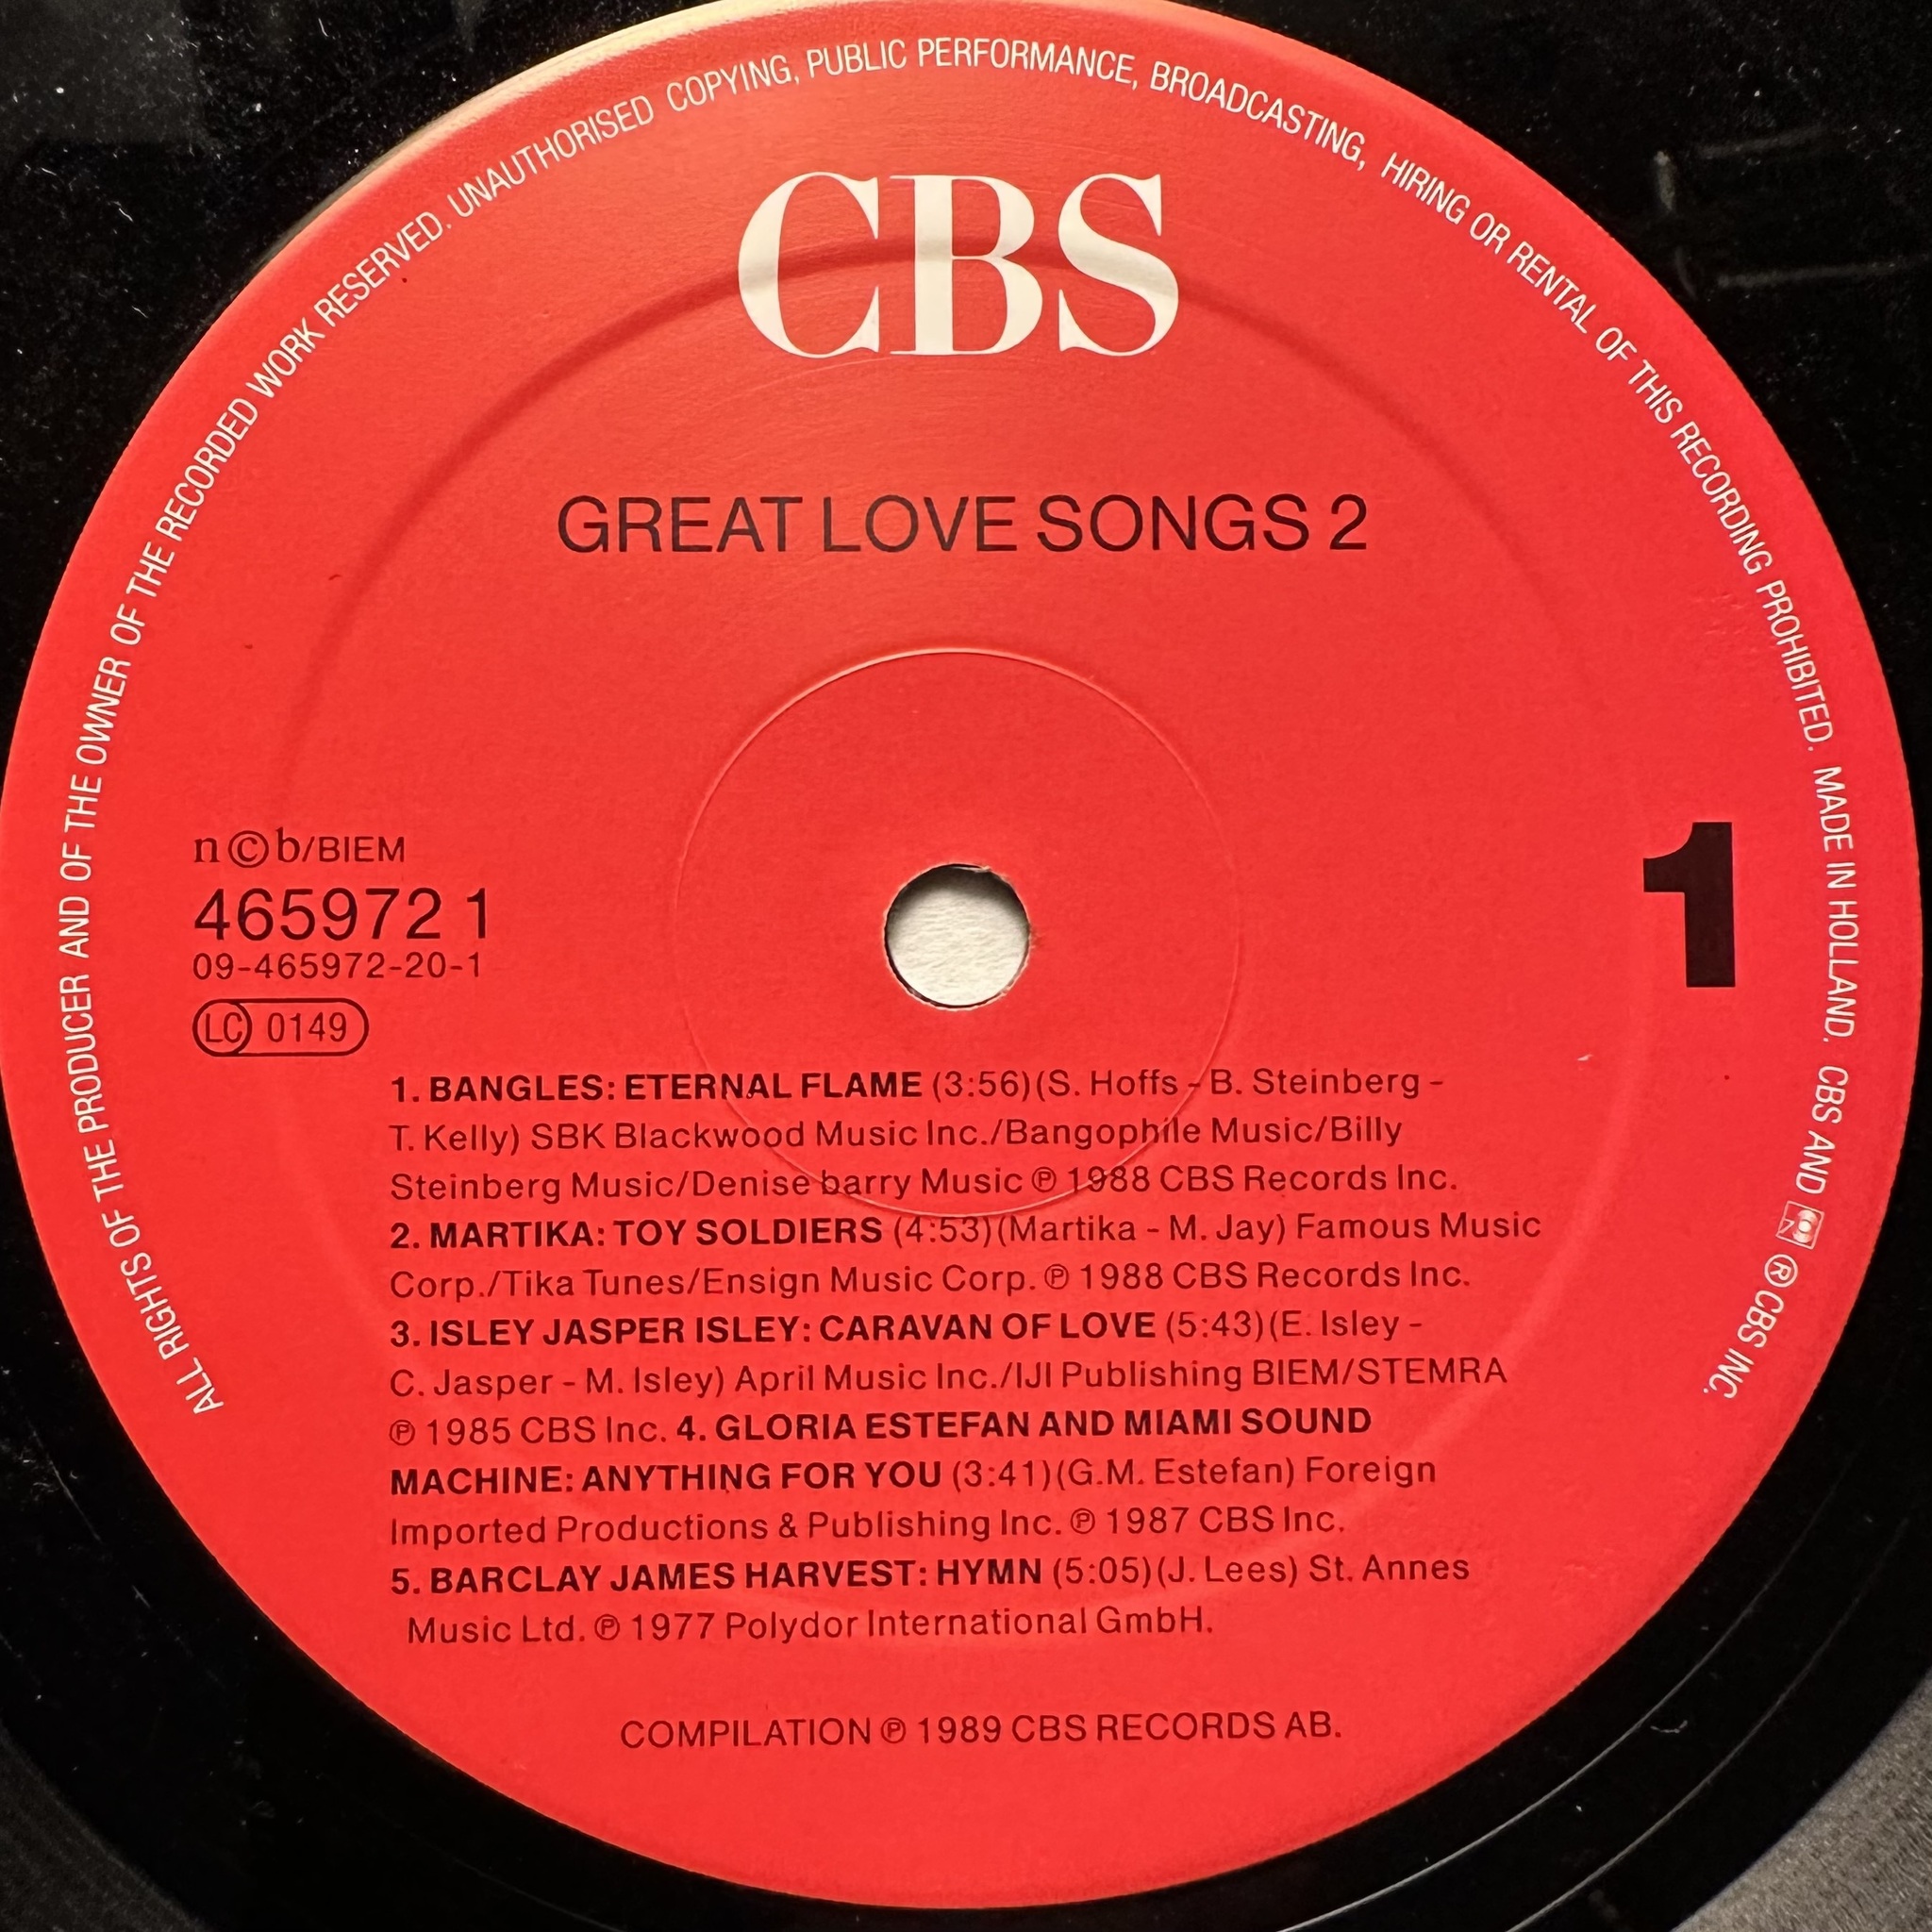 ALL RIGHTS OF THE PRODUCER AND OF THE OWNER OF THE RECORDED WORK RESERVED. UNAUTHORISED COPYING, PUBLIC PERFORMANCE, BROADCASTING, HIRING OR RENTAL OF THIS RECORDING PROHIBITED. MADE IN HOLLAND. CBS AND ® CBS INC.
CBS
GREAT LOVE SONGS 2
n©b/BIEM
465972 1
09-465972-20-1
LC 0149
1
1. BANGLES: ETERNAL FLAME (3:56)(S. Hoffs - B. Steinberg -
T. Kelly) SBK Blackwood Music Inc./Bangophile Music/Billy
Steinberg Music/Denise barry Music ℗ 1988 CBS Records Inc.
2. MARTIKA: TOY SOLDIERS (4:53)(Martika - M. Jay) Famous Music
Corp./Tika Tunes/Ensign Music Corp. ℗ 1988 CBS Records Inc.
3. ISLEY JASPER ISLEY: CARAVAN OF LOVE (5:43)(E. Isley -
C. Jasper - M. Isley) April Music Inc./IJI Publishing BIEM/STEMRA
℗ 1985 CBS Inc. 4. GLORIA ESTEFAN AND MIAMI SOUND
MACHINE: ANYTHING FOR YOU (3:41)(G.M. Estefan) Foreign
Imported Productions & Publishing Inc. ℗ 1987 CBS Inc.
5. BARCLAY JAMES HARVEST: HYMN (5:05)(J. Lees) St. Annes
Music Ltd. ℗ 1977 Polydor International GmbH.
COMPILATION ℗ 1989 CBS RECORDS AB.